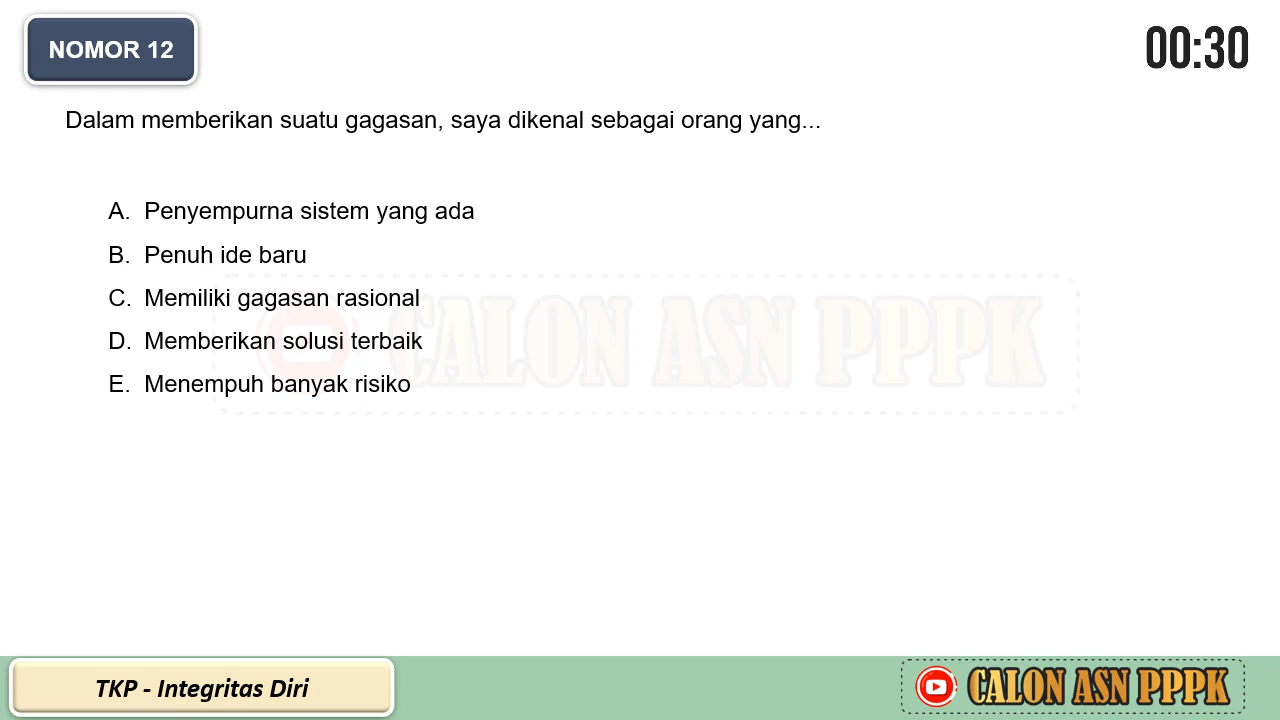 NOMOR 12
00:30
Dalam memberikan suatu gagasan, saya dikenal sebagai orang yang...
A. Penyempurna sistem yang ada
B. Penuh ide baru
C. Memiliki gagasan rasional
D. Memberikan solusi terbaik
E. Menempuh banyak risiko
CALON ASN PPPK
TKP - Integritas Diri
CALON ASN PPPK